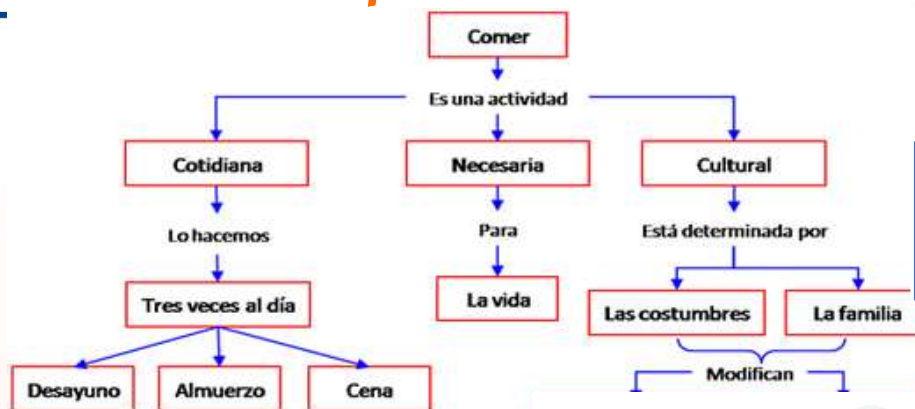 Comer
Es una actividad
Cotidiana
Necesaria
Cultural
Lo hacemos
Para
Está determinada por
Tres veces al día
La vida
Las costumbres
La familia
Desayuno
Almuerzo
Cena
Modifican